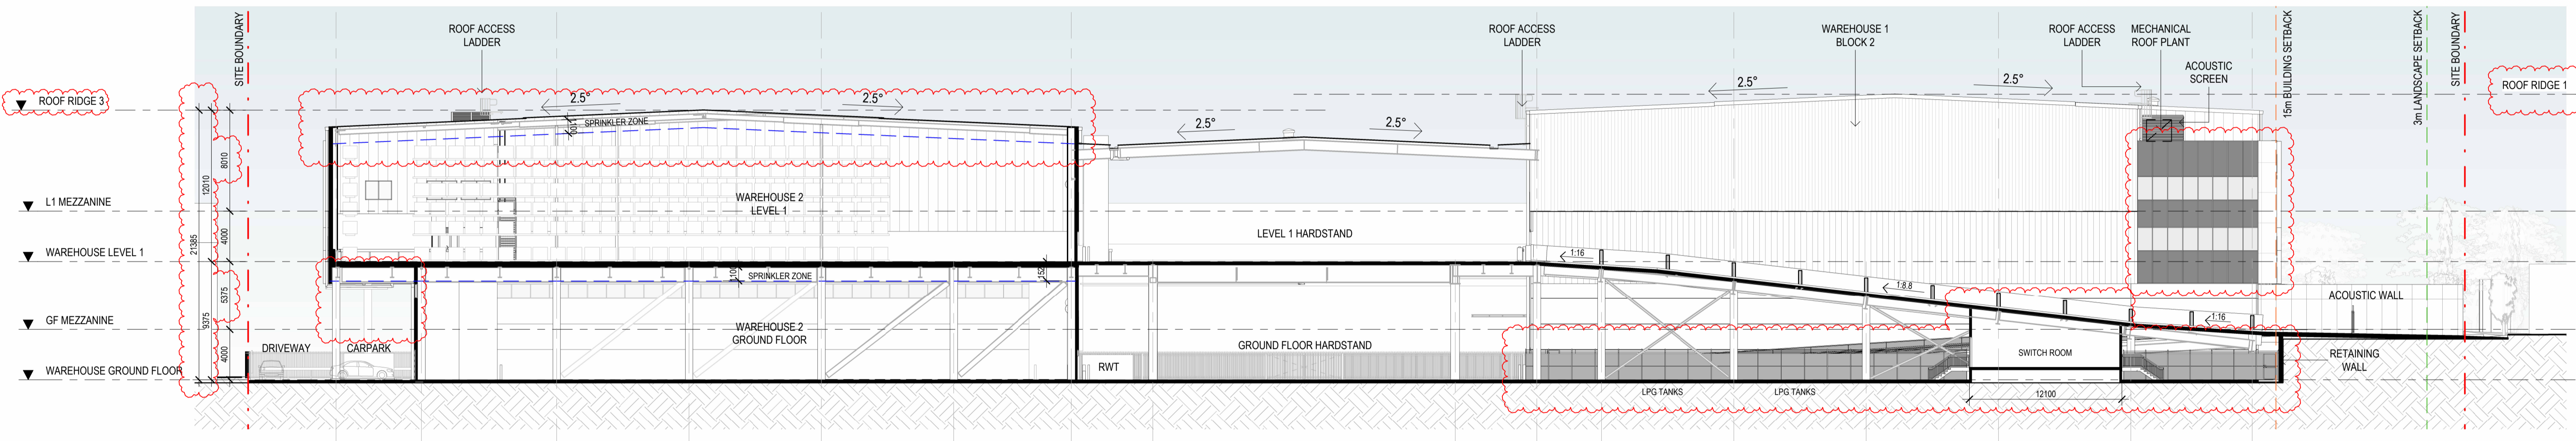 SITE BOUNDARY
ROOF ACCESS
LADDER
ROOF ACCESS
LADDER
WAREHOUSE 1
BLOCK 2
ROOF ACCESS
LADDER
MECHANICAL
ROOF PLANT
ACOUSTIC
SCREEN
15m BUILDING SETBACK
3m LANDSCAPE SETBACK
SITE BOUNDARY
ROOF RIDGE 3
ROOF RIDGE 1
2.5°
2.5°
2.5°
2.5°
2.5°
2.5°
SPRINKLER ZONE
1100
8010
12010
L1 MEZZANINE
WAREHOUSE 2
LEVEL 1
4000
21385
LEVEL 1 HARDSTAND
WAREHOUSE LEVEL 1
1:16
SPRINKLER ZONE
1100
5375
1:8.8
ACOUSTIC WALL
GF MEZZANINE
9375
WAREHOUSE 2
GROUND FLOOR
1:16
DRIVEWAY
CARPARK
4000
GROUND FLOOR HARDSTAND
SWITCH ROOM
RETAINING
WALL
RWT
WAREHOUSE GROUND FLOOR
LPG TANKS
LPG TANKS
12100